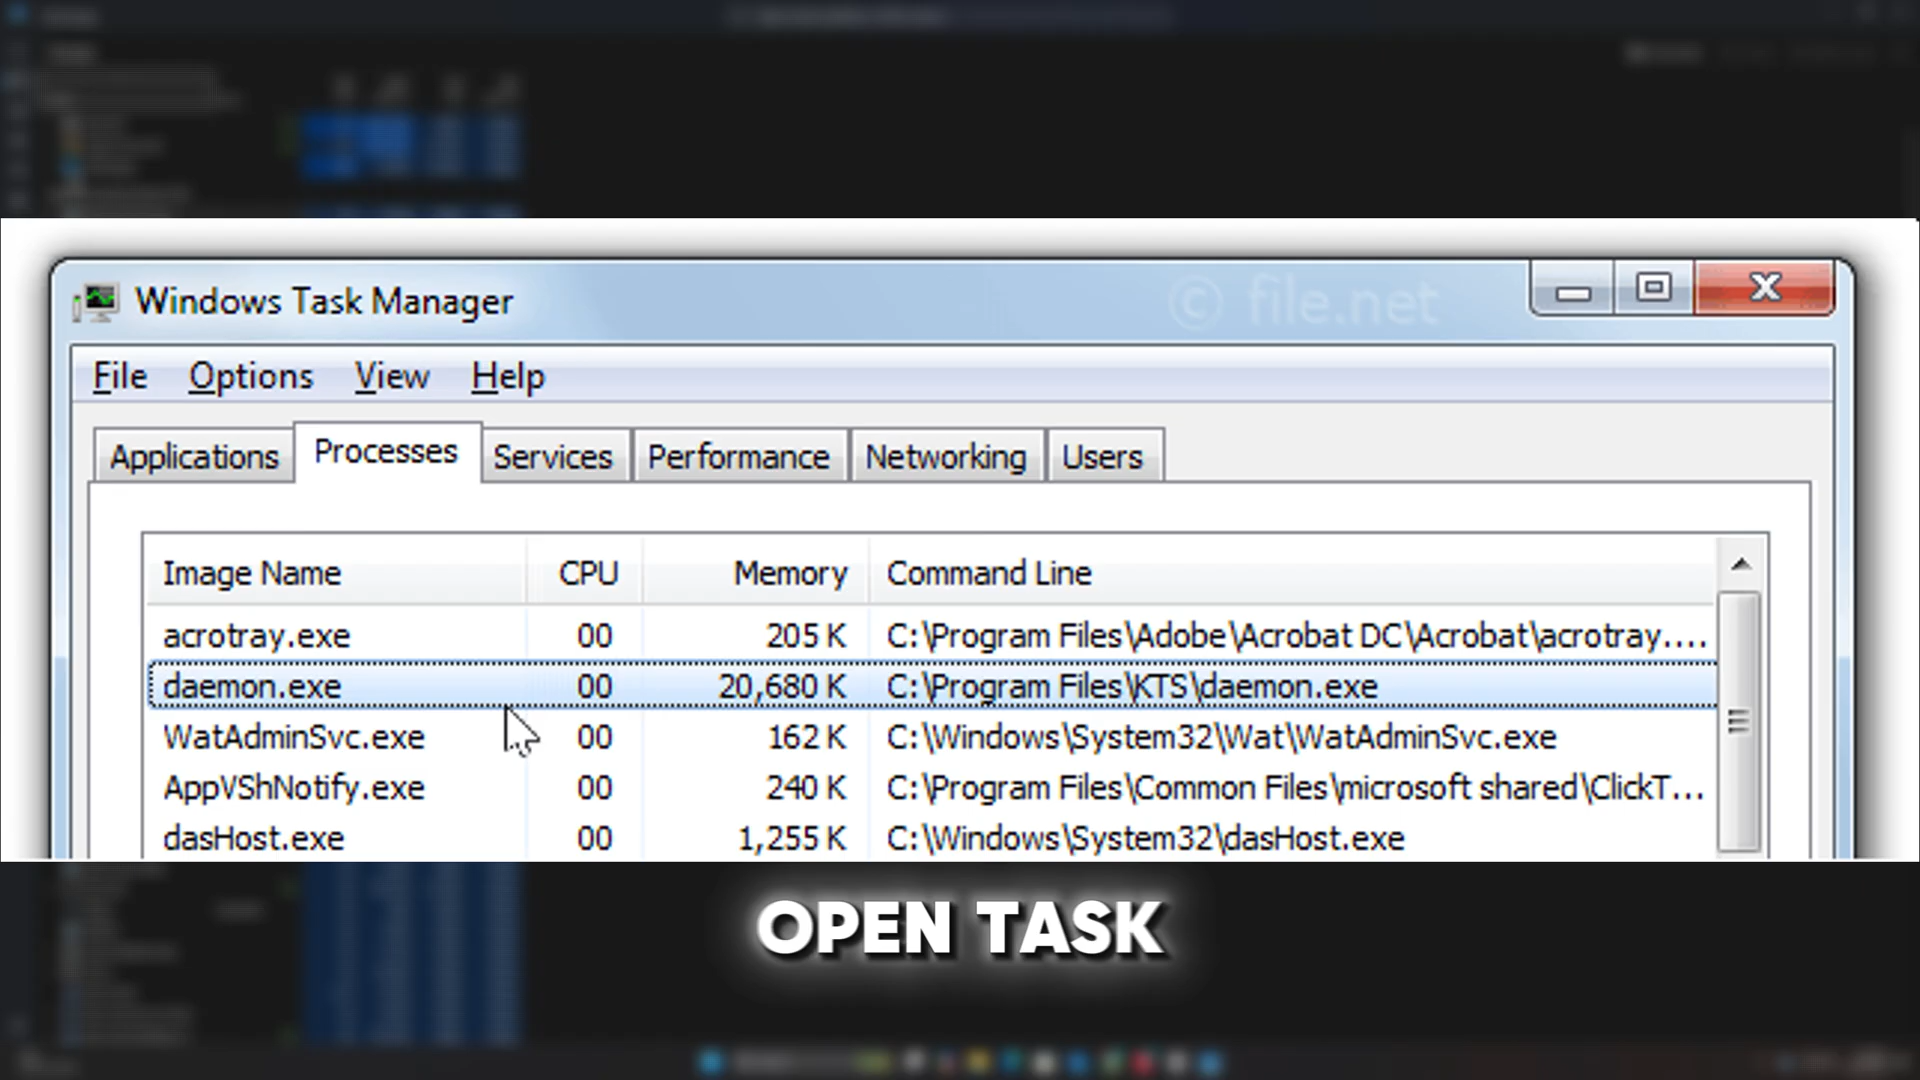 Windows Task Manager
© file.net
File Options View Help
Applications Processes Services Performance Networking Users
Image Name CPU Memory Command Line
acrotray.exe 00 205 K C:\Program Files\Adobe\Acrobat DC\Acrobat\acrotray....
daemon.exe 00 20,680 K C:\Program Files\KTS\daemon.exe
WatAdminSvc.exe 00 162 K C:\Windows\System32\Wat\WatAdminSvc.exe
AppVShNotify.exe 00 240 K C:\Program Files\Common Files\microsoft shared\ClickT...
dasHost.exe 00 1,255 K C:\Windows\System32\dasHost.exe
OPEN TASK